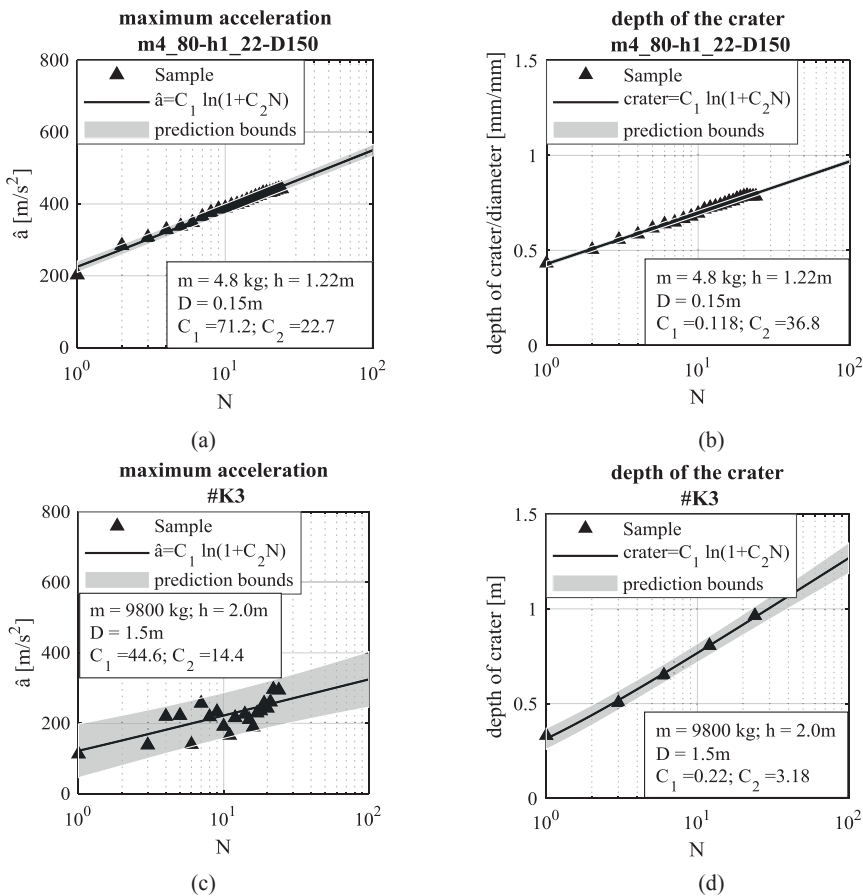 maximum acceleration
m4_80-h1_22-D150
800
600
400
200
0
â [m/s²]
Sample
â=C₁ ln(1+C₂N)
prediction bounds
m = 4.8 kg; h = 1.22m
D = 0.15m
C₁ =71.2; C₂ =22.7
10⁰
10¹
10²
N
(a)
depth of the crater
m4_80-h1_22-D150
1.5
1
0.5
0
depth of crater/diameter [mm/mm]
Sample
crater=C₁ ln(1+C₂N)
prediction bounds
m = 4.8 kg; h = 1.22m
D = 0.15m
C₁ =0.118; C₂ =36.8
10⁰
10¹
10²
N
(b)
maximum acceleration
#K3
800
600
400
200
0
â [m/s²]
Sample
â=C₁ ln(1+C₂N)
prediction bounds
m = 9800 kg; h = 2.0m
D = 1.5m
C₁ =44.6; C₂ =14.4
10⁰
10¹
10²
N
(c)
depth of the crater
#K3
1.5
1
0.5
0
depth of crater [m]
Sample
crater=C₁ ln(1+C₂N)
prediction bounds
m = 9800 kg; h = 2.0m
D = 1.5m
C₁ =0.22; C₂ =3.18
10⁰
10¹
10²
N
(d)